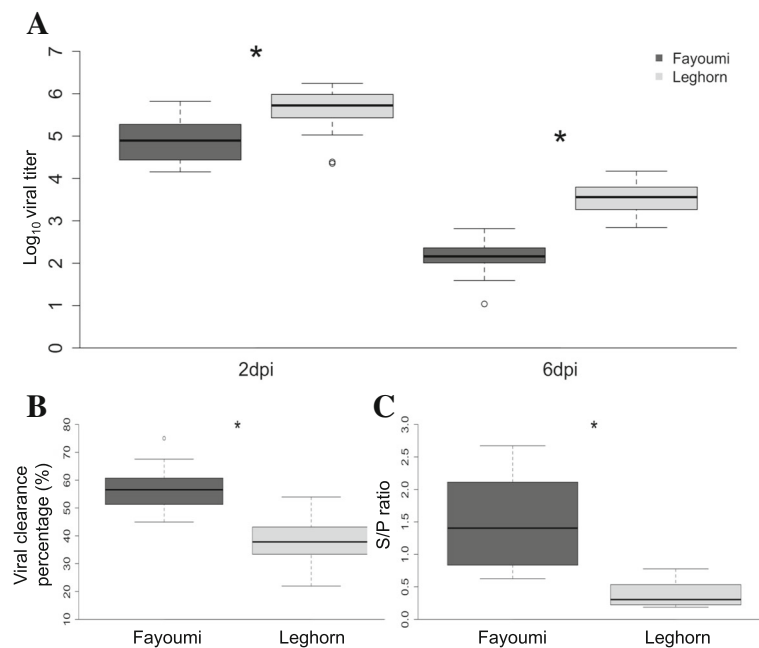 A
*
*
Fayoumi
Leghorn
Log10 viral titer
7
6
5
4
3
2
1
0
2dpi
6dpi
B
*
Viral clearance
percentage (%)
80
70
60
50
40
30
20
10
Fayoumi
Leghorn
C
*
S/P ratio
3.0
2.5
2.0
1.5
1.0
0.5
0.0
Fayoumi
Leghorn